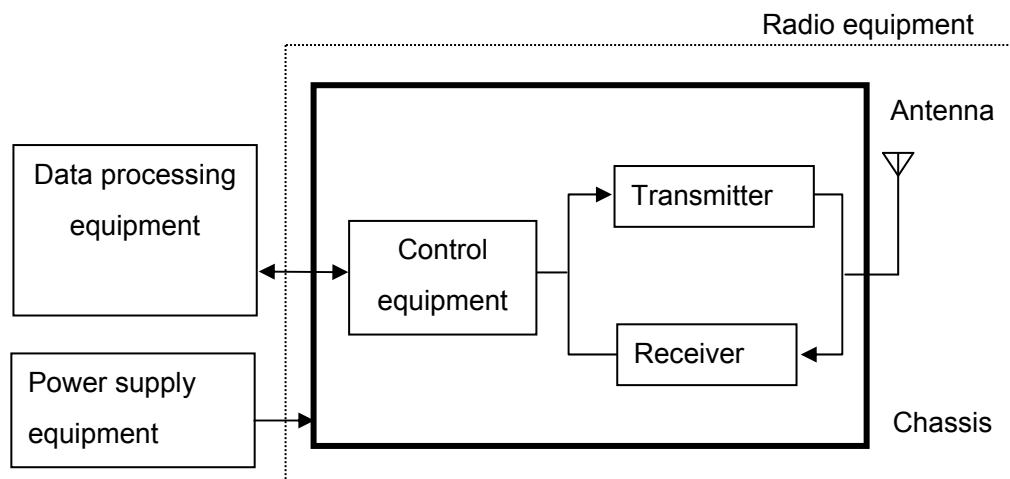 Radio equipment
Antenna
Data processing
equipment
Transmitter
Control
equipment
Receiver
Power supply
equipment
Chassis